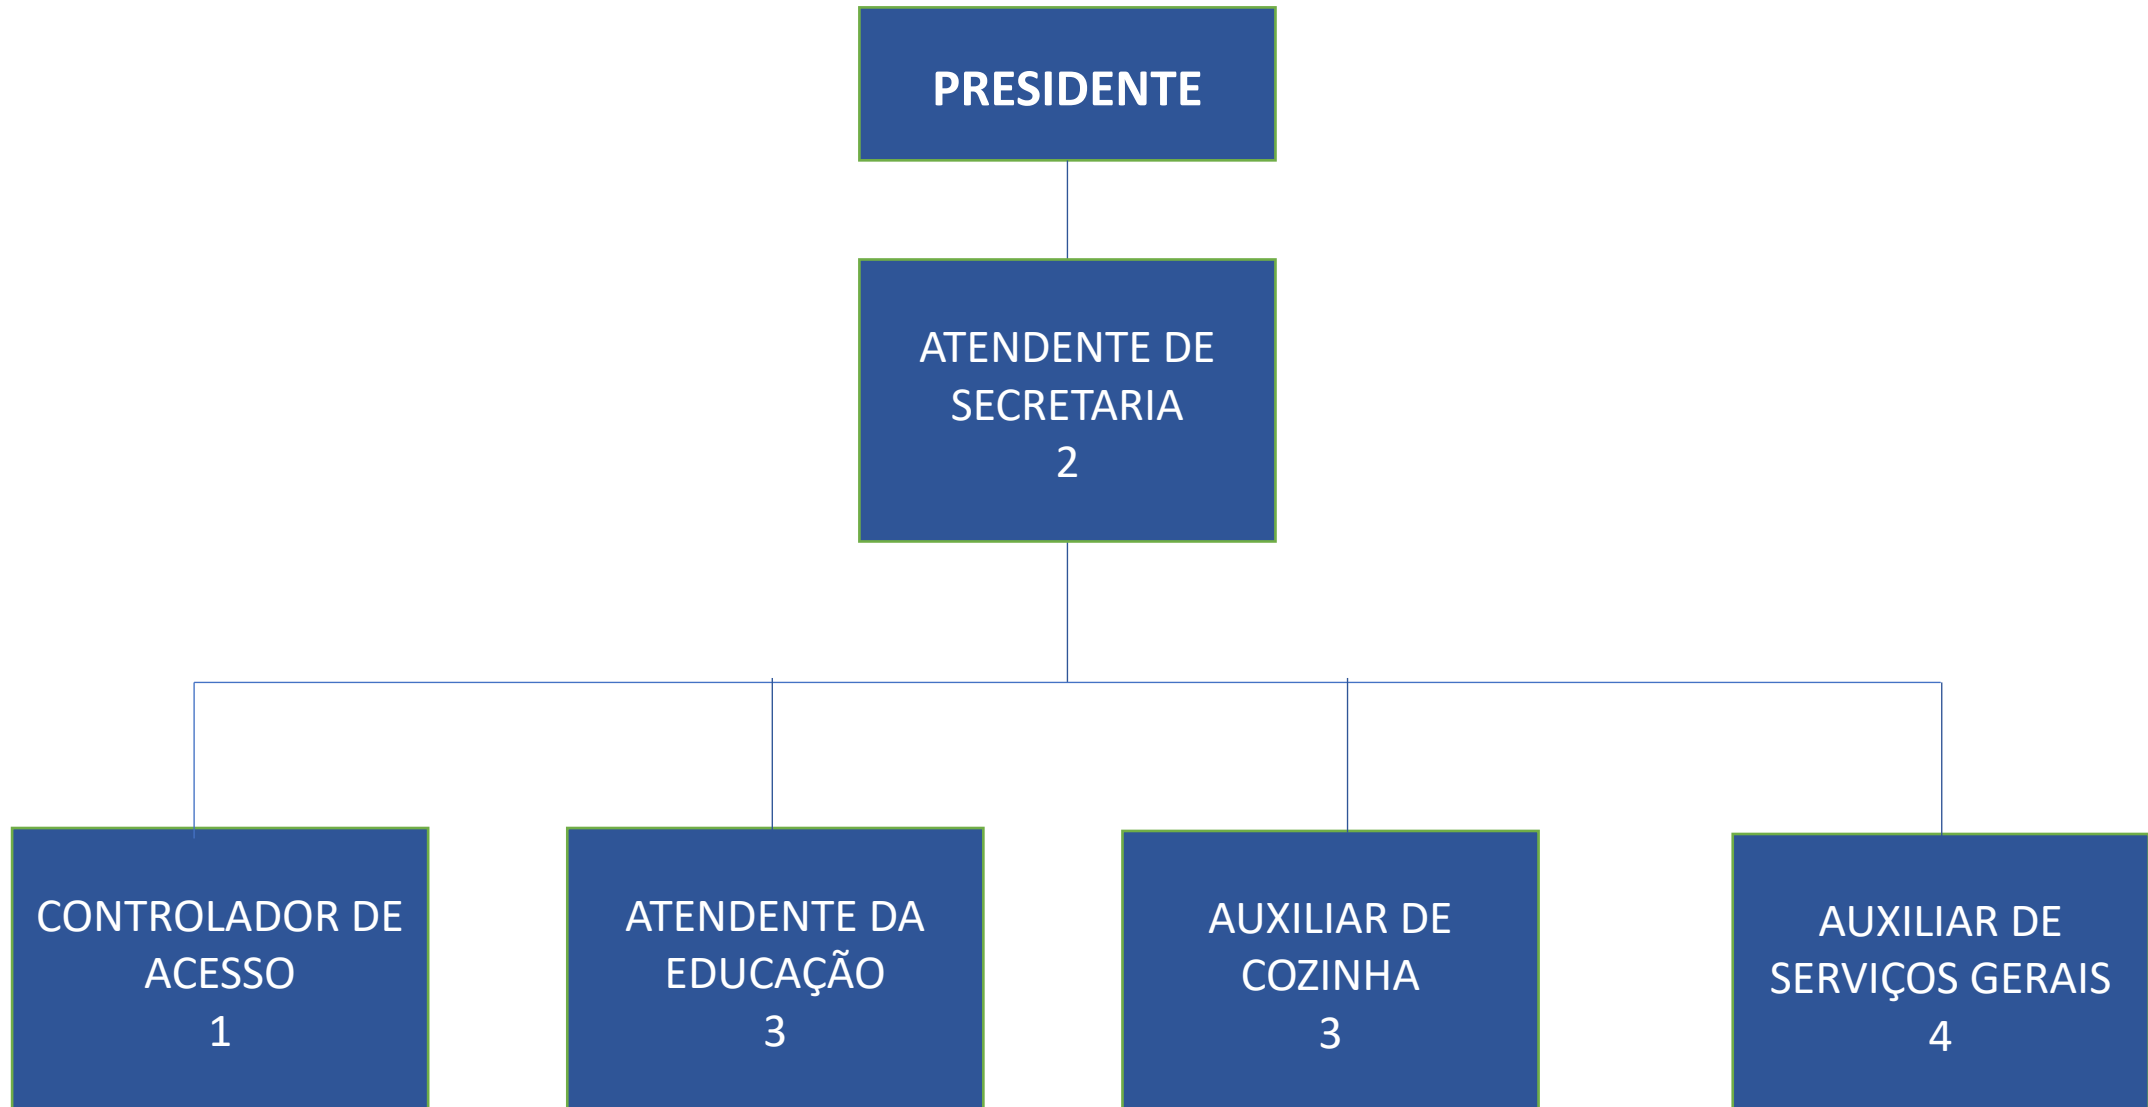 PRESIDENTE
ATENDENTE DE
SECRETARIA
2
CONTROLADOR DE
ACESSO
1
ATENDENTE DA
EDUCAÇÃO
3
AUXILIAR DE
COZINHA
3
AUXILIAR DE
SERVIÇOS GERAIS
4